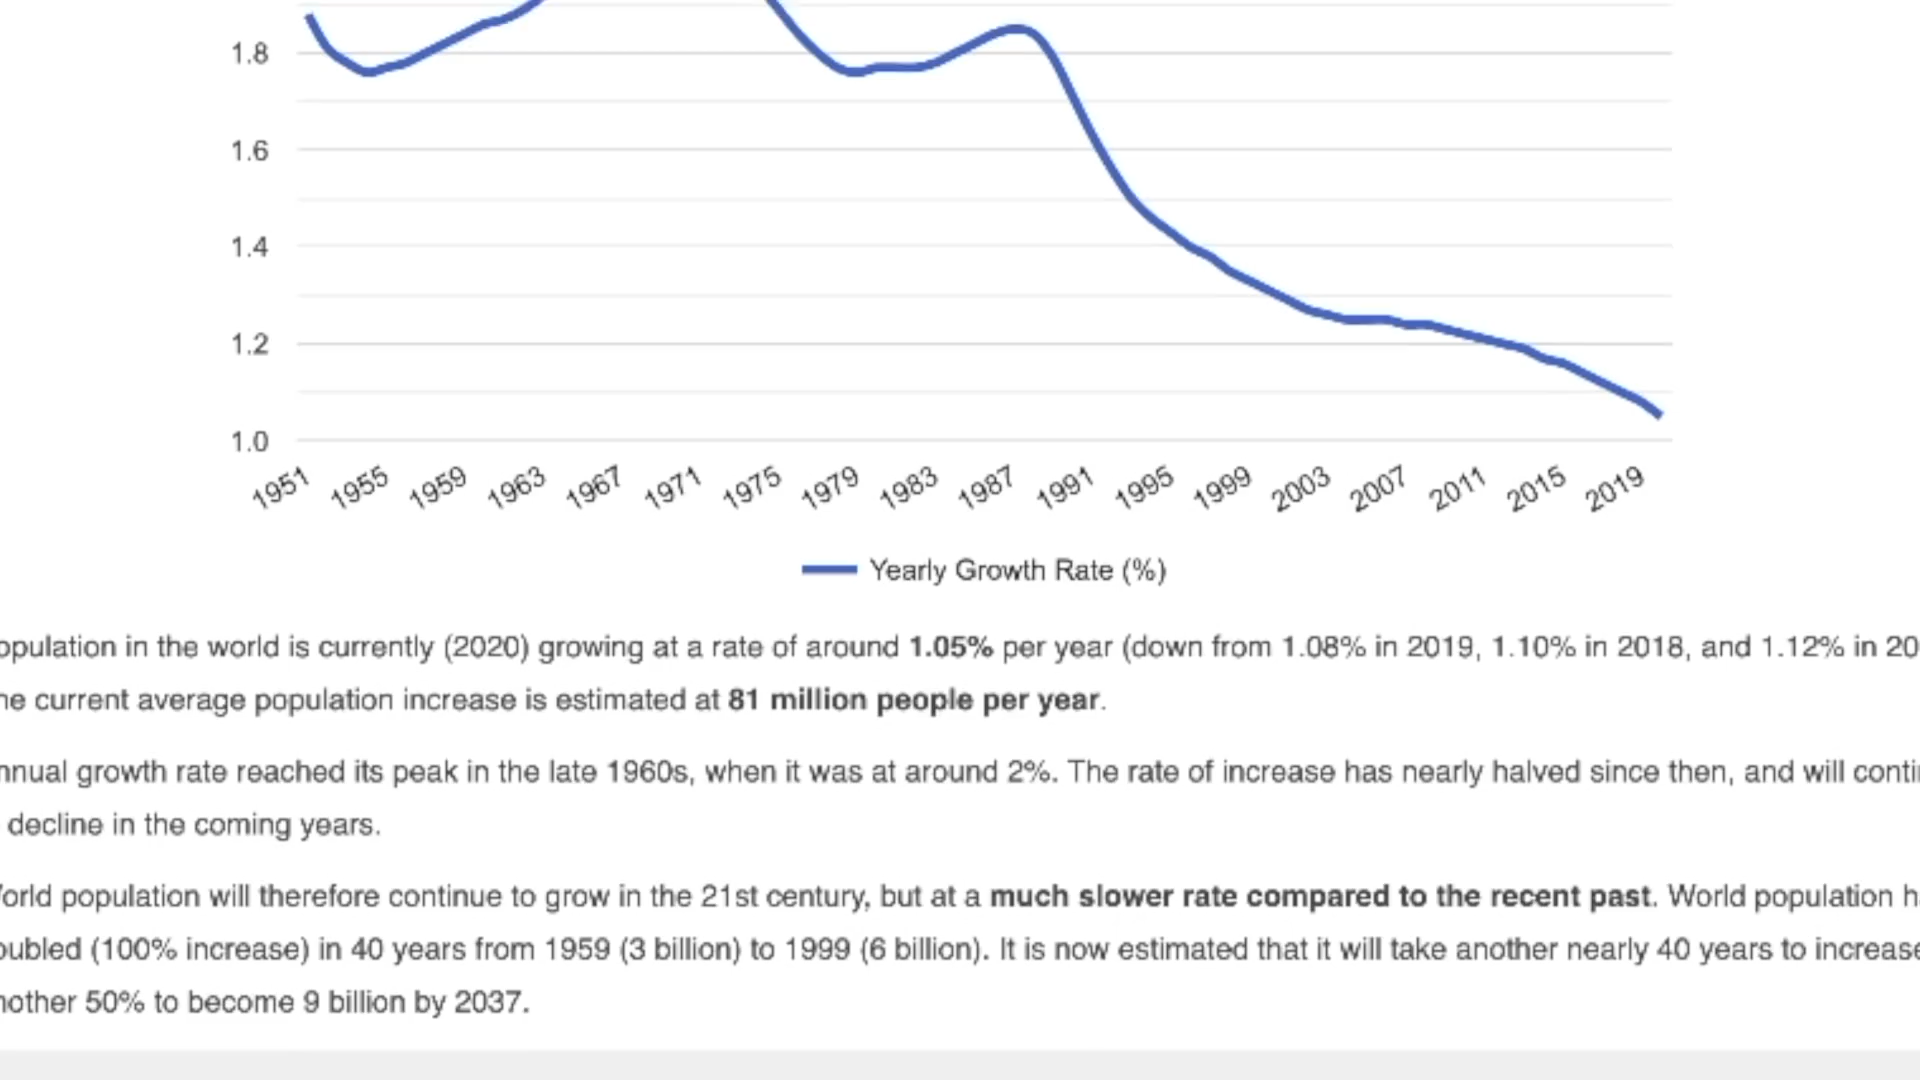 1.8
1.6
1.4
1.2
1.0
1951 1955 1959 1963 1967 1971 1975 1979 1983 1987 1991 1995 1999 2003 2007 2011 2015 2019
Yearly Growth Rate (%)
opulation in the world is currently (2020) growing at a rate of around 1.05% per year (down from 1.08% in 2019, 1.10% in 2018, and 1.12% in 20
he current average population increase is estimated at 81 million people per year.
nnual growth rate reached its peak in the late 1960s, when it was at around 2%. The rate of increase has nearly halved since then, and will conti
decline in the coming years.
orld population will therefore continue to grow in the 21st century, but at a much slower rate compared to the recent past. World population h
oubled (100% increase) in 40 years from 1959 (3 billion) to 1999 (6 billion). It is now estimated that it will take another nearly 40 years to increase
nother 50% to become 9 billion by 2037.